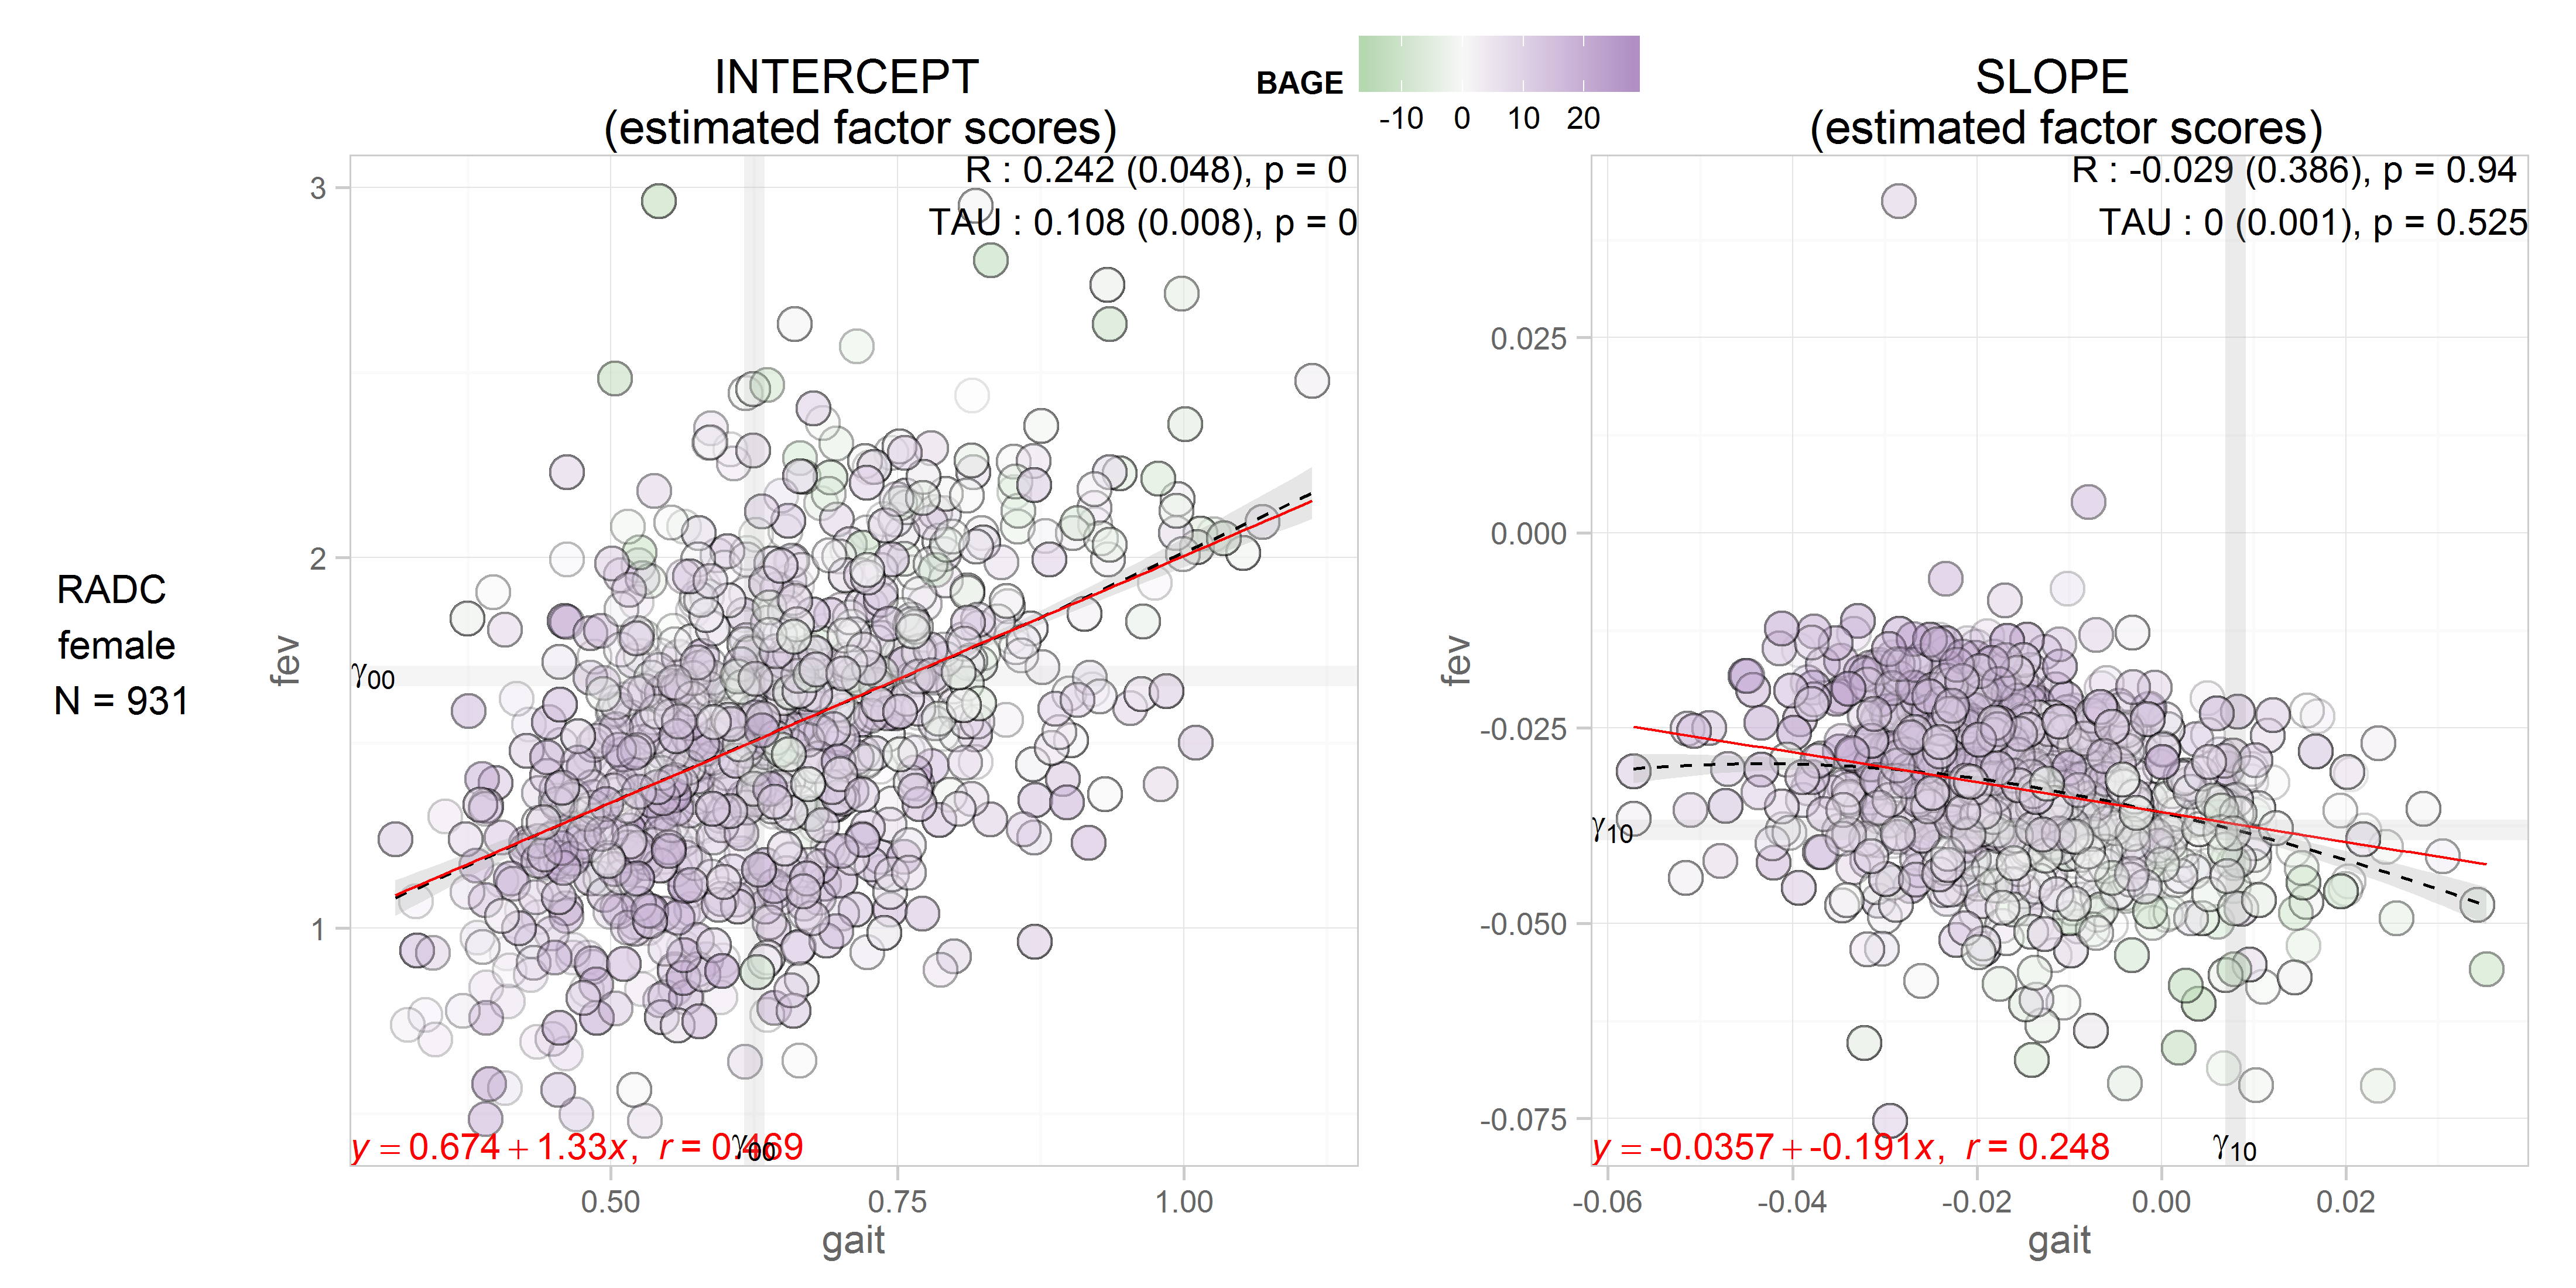 BAGE
-10 0 10 20
INTERCEPT
(estimated factor scores)
R : 0.242 (0.048), p = 0
TAU : 0.108 (0.008), p = 0
3
2
1
fev
γ00
γ00
y = 0.674 + 1.33x, r = 0.469
0.50 0.75 1.00
gait
RADC
female
N = 931
SLOPE
(estimated factor scores)
R : -0.029 (0.386), p = 0.94
TAU : 0 (0.001), p = 0.525
0.025
0.000
-0.025
-0.050
-0.075
fev
γ10
y = -0.0357 + -0.191x, r = 0.248
γ10
-0.06 -0.04 -0.02 0.00 0.02
gait